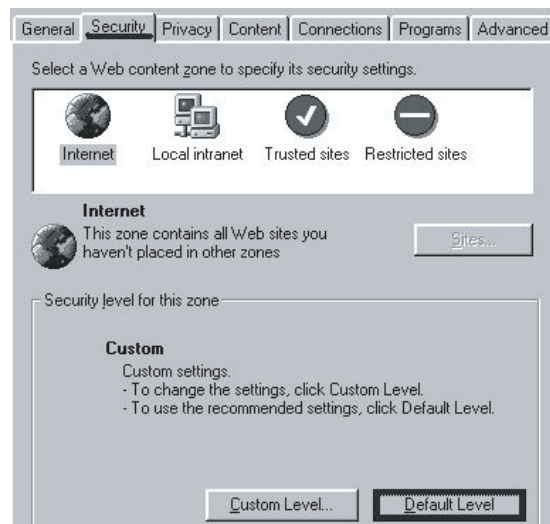 General Security Privacy Content Connections Programs Advanced
Select a Web content zone to specify its security settings.
Internet Local intranet Trusted sites Restricted sites
Internet
This zone contains all Web sites you
haven't placed in other zones
Sites...
Security level for this zone
Custom
Custom settings.
- To change the settings, click Custom Level.
- To use the recommended settings, click Default Level.
Custom Level... Default Level